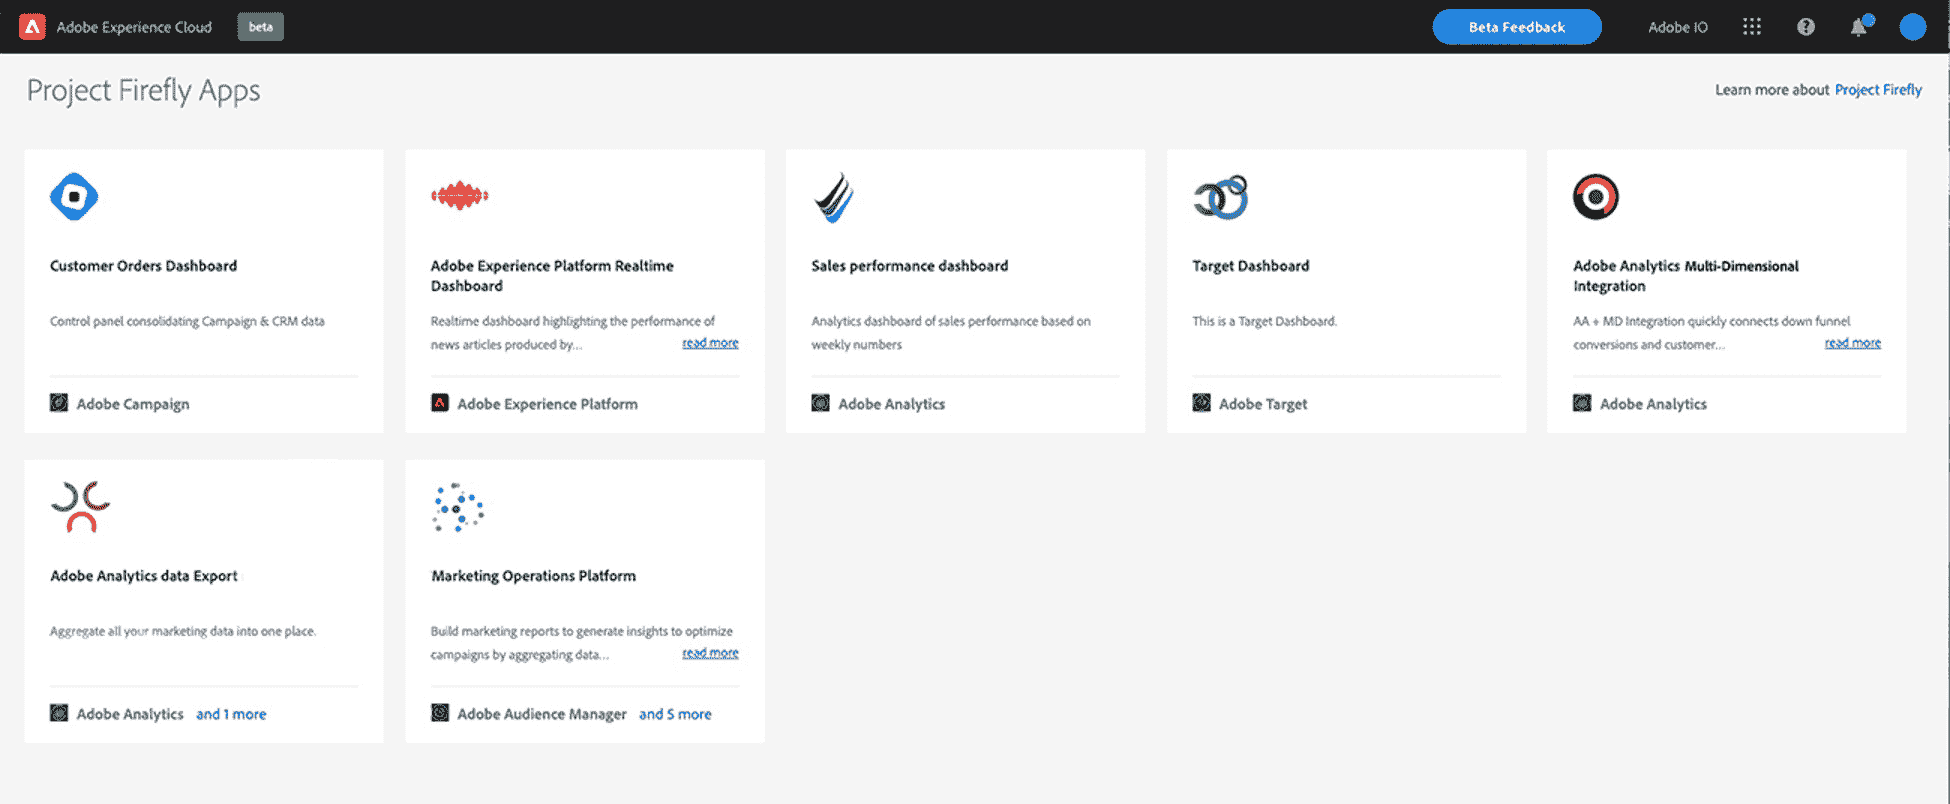 Adobe Experience Cloud beta
Beta Feedback Adobe IO
Project Firefly Apps
Learn more about Project Firefly
Customer Orders Dashboard
Control panel consolidating Campaign & CRM data
Adobe Campaign
Adobe Experience Platform Realtime
Dashboard
Realtime dashboard highlighting the performance of
news articles produced by... read more
Adobe Experience Platform
Sales performance dashboard
Analytics dashboard of sales performance based on
weekly numbers
Adobe Analytics
Target Dashboard
This is a Target Dashboard.
Adobe Target
Adobe Analytics Multi-Dimensional
Integration
AA + MD Integration quickly connects down funnel
conversions and customer... read more
Adobe Analytics
Adobe Analytics data Export
Aggregate all your marketing data into one place.
Adobe Analytics and 1 more
Marketing Operations Platform
Build marketing reports to generate insights to optimize
campaigns by aggregating data... read more
Adobe Audience Manager and 5 more